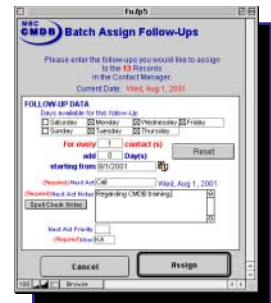 Fu.fp5
NBC
CMDB Batch Assign Follow-Ups
Please enter the follow-ups you would like to assign
to the 13 Records
in the Contact Manager.
Current Date: Wed, Aug 1, 2001
FOLLOW-UP DATA
Days available for this follow-Up
Saturday Monday Wednesday Friday
Sunday Tuesday Thursday
For every 1 contact(s)
add 0 Day(s)
Reset
starting from 8/1/2001
(Required) Next Act Call Wed, Aug 1, 2001
(Required) Next Act Notes Regarding CMDB training.
Spell Check Notes
Next Act Priority
(Required) User KA
Cancel Assign
100 Browse